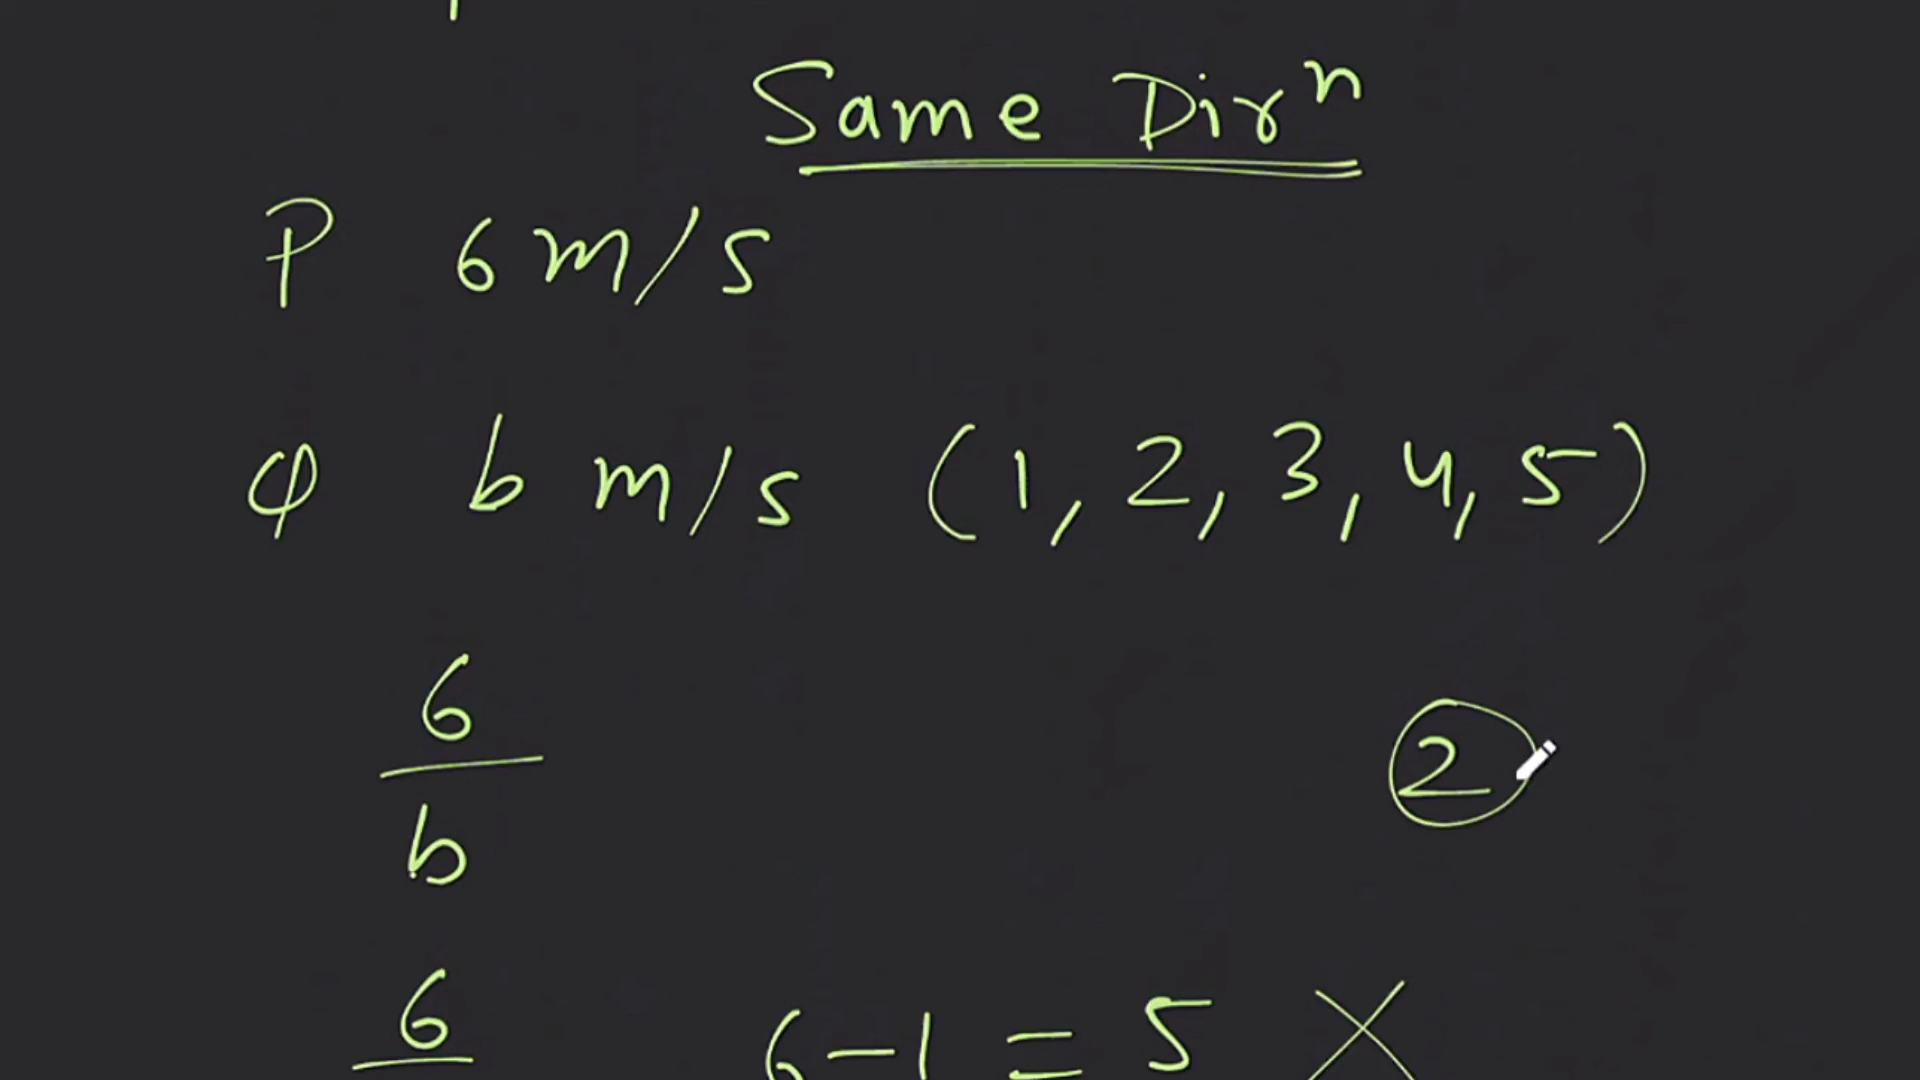 Same Dirⁿ
P 6 m/s
Q b m/s (1, 2, 3, 4, 5)
6
b
2
6
6 - 1 = 5 ×